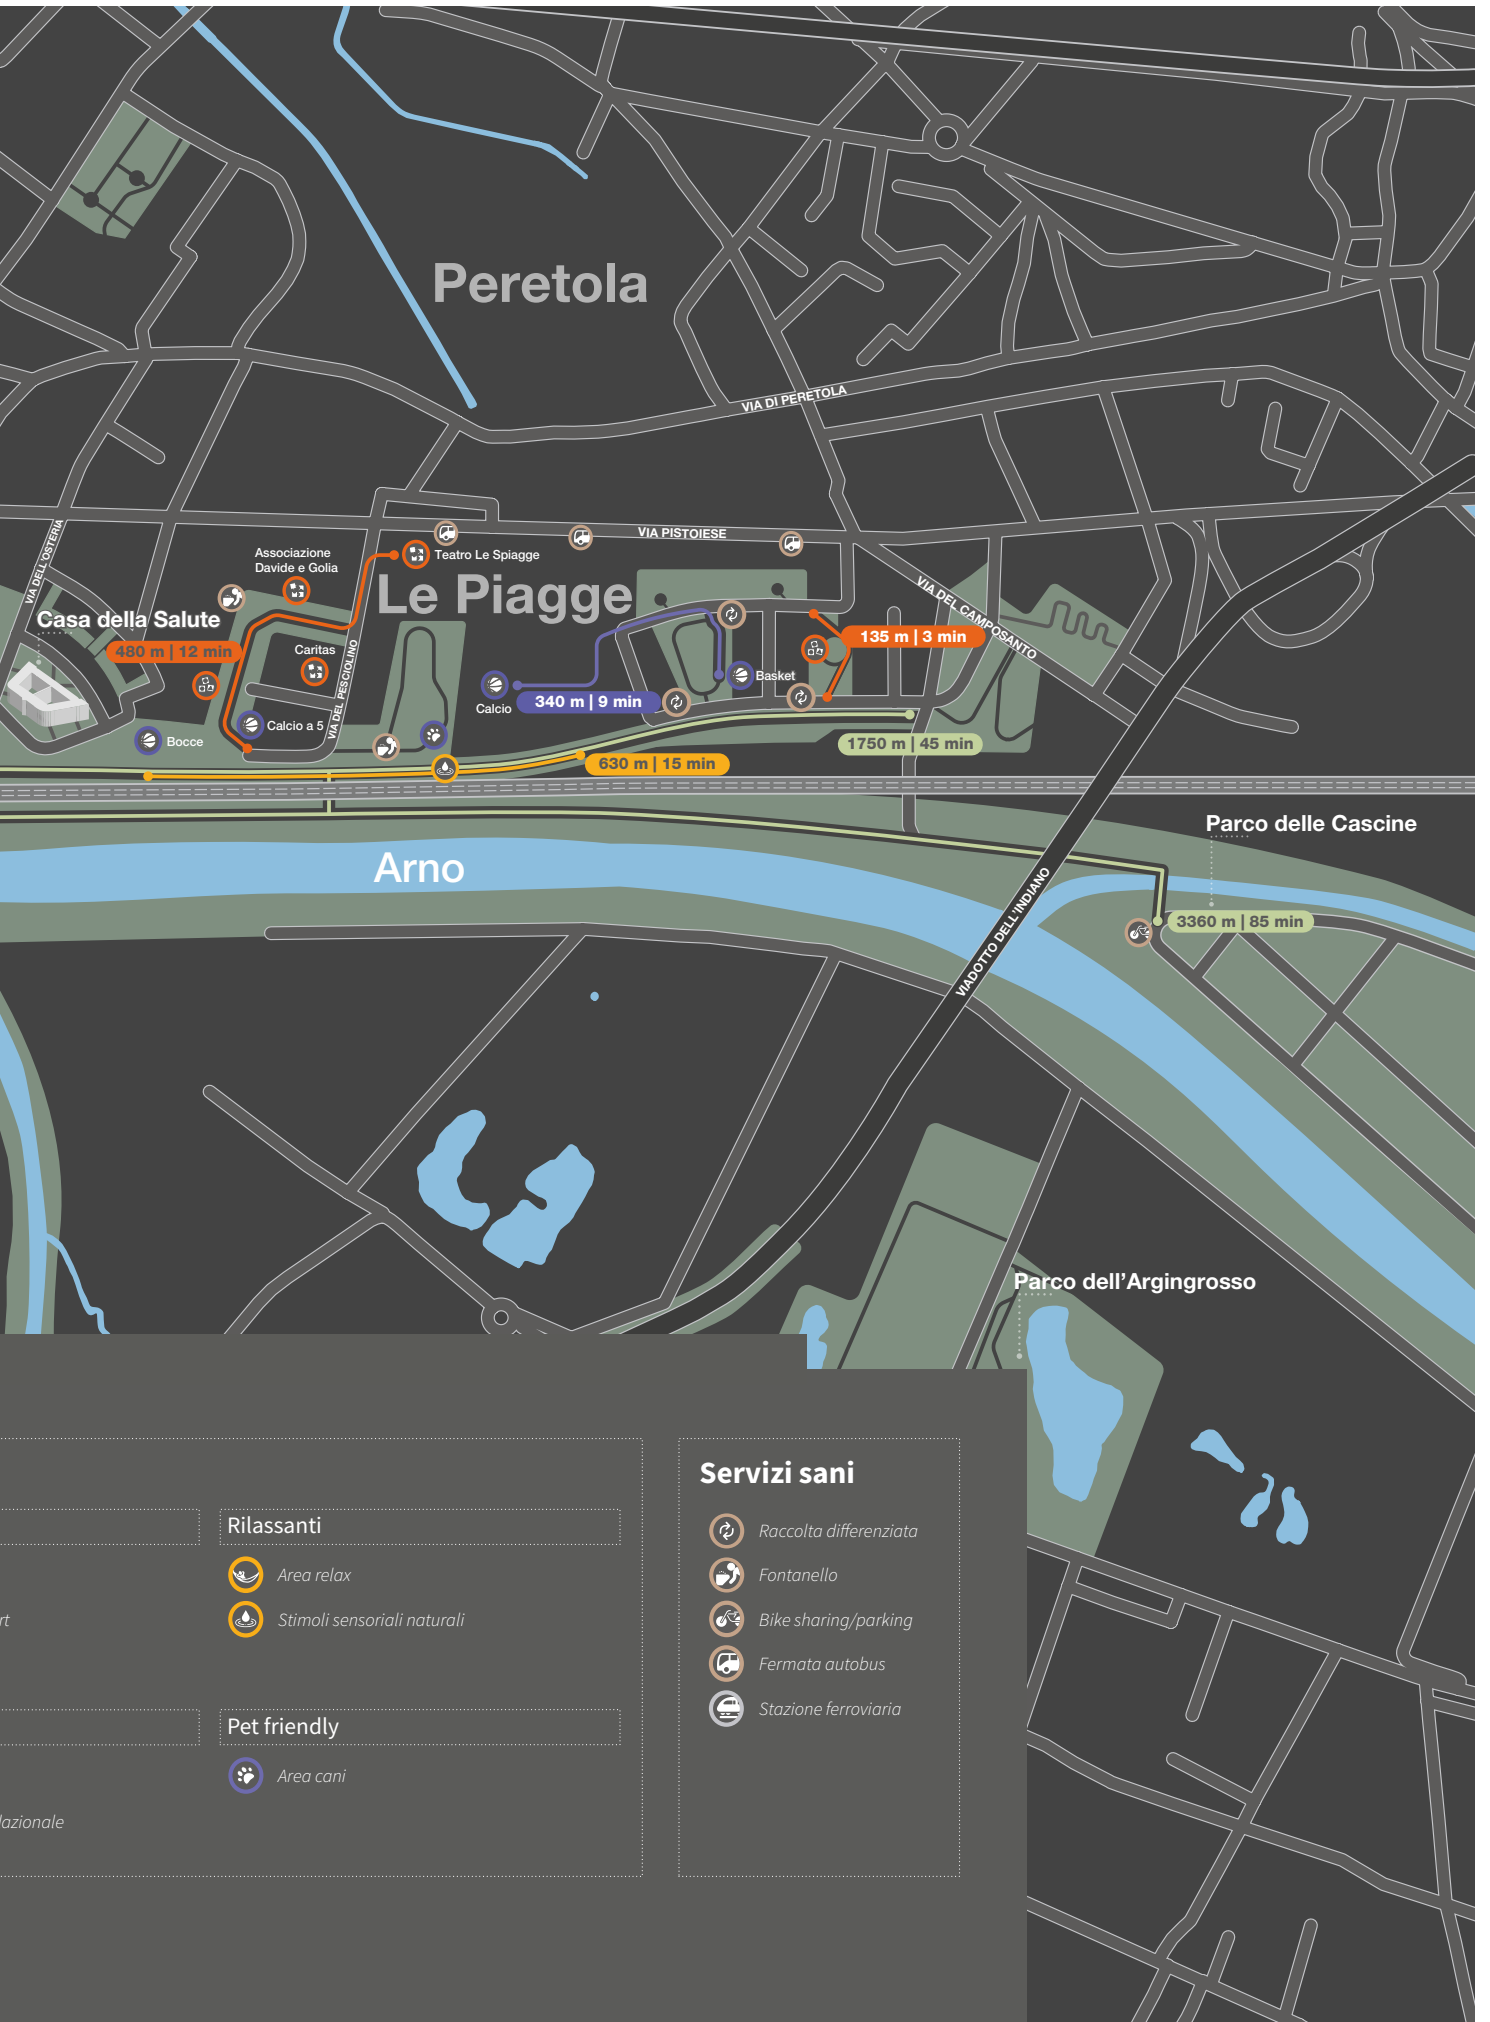 Peretola
VIA DI PERETOLA
VIA PISTOIESE
VIA DELL'OSTERIA
Associazione
Davide e Golia
Teatro Le Spiagge
Le Piagge
VIA DEL CAMPOSANTO
Casa della Salute
480 m | 12 min
Caritas
135 m | 3 min
VIA DEL PESCIOLINO
Basket
Calcio
340 m | 9 min
Calcio a 5
Bocce
1750 m | 45 min
630 m | 15 min
Parco delle Cascine
Arno
VIADOTTO DELL'INDIANO
3360 m | 85 min
Parco dell'Argingrosso
Servizi sani
Rilassanti
Raccolta differenziata
Area relax
Fontanello
rt
Stimoli sensoriali naturali
Bike sharing/parking
Fermata autobus
Stazione ferroviaria
Pet friendly
Area cani
lazionale